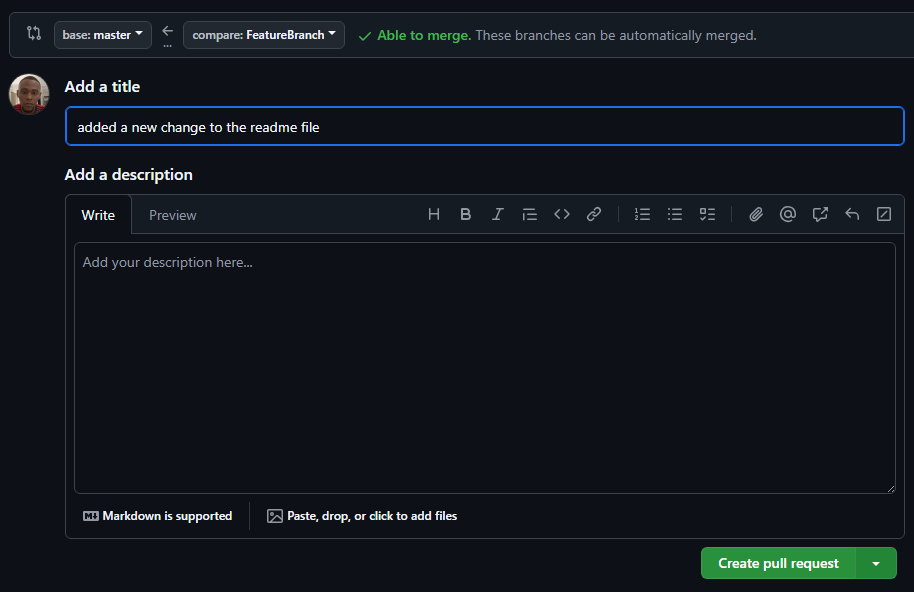 base: master compare: FeatureBranch Able to merge. These branches can be automatically merged.
Add a title
added a new change to the readme file
Add a description
Write Preview
Add your description here...
Markdown is supported Paste, drop, or click to add files
Create pull request